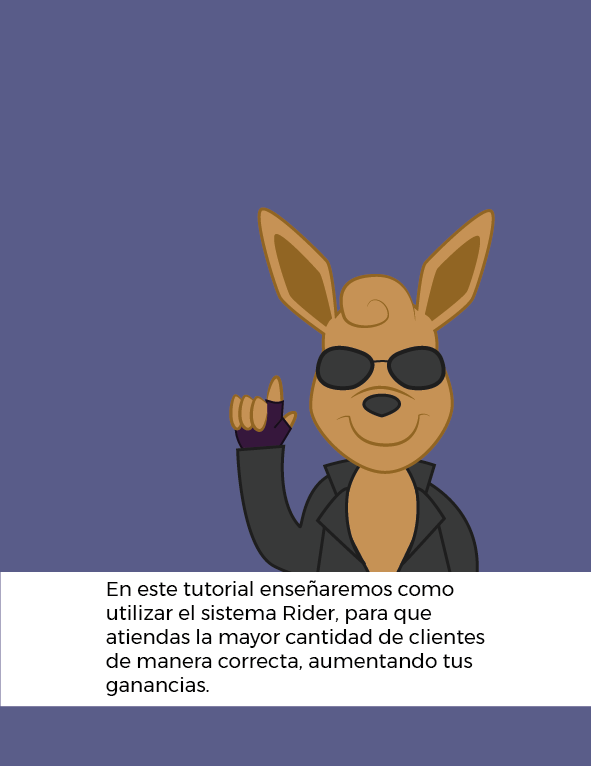 En este tutorial enseñaremos como
utilizar el sistema Rider, para que
atiendas la mayor cantidad de clientes
de manera correcta, aumentando tus
ganancias.